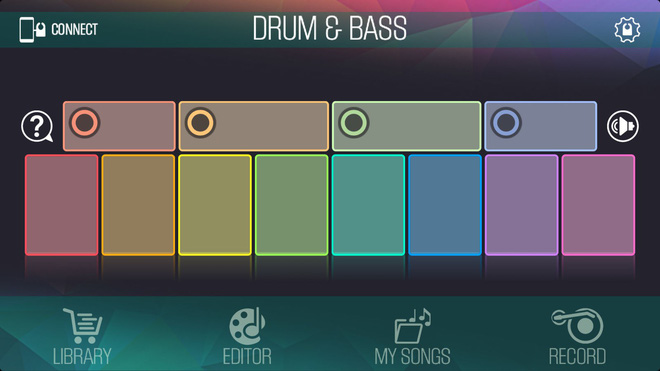 CONNECT
DRUM & BASS
?
LIBRARY
EDITOR
MY SONGS
RECORD